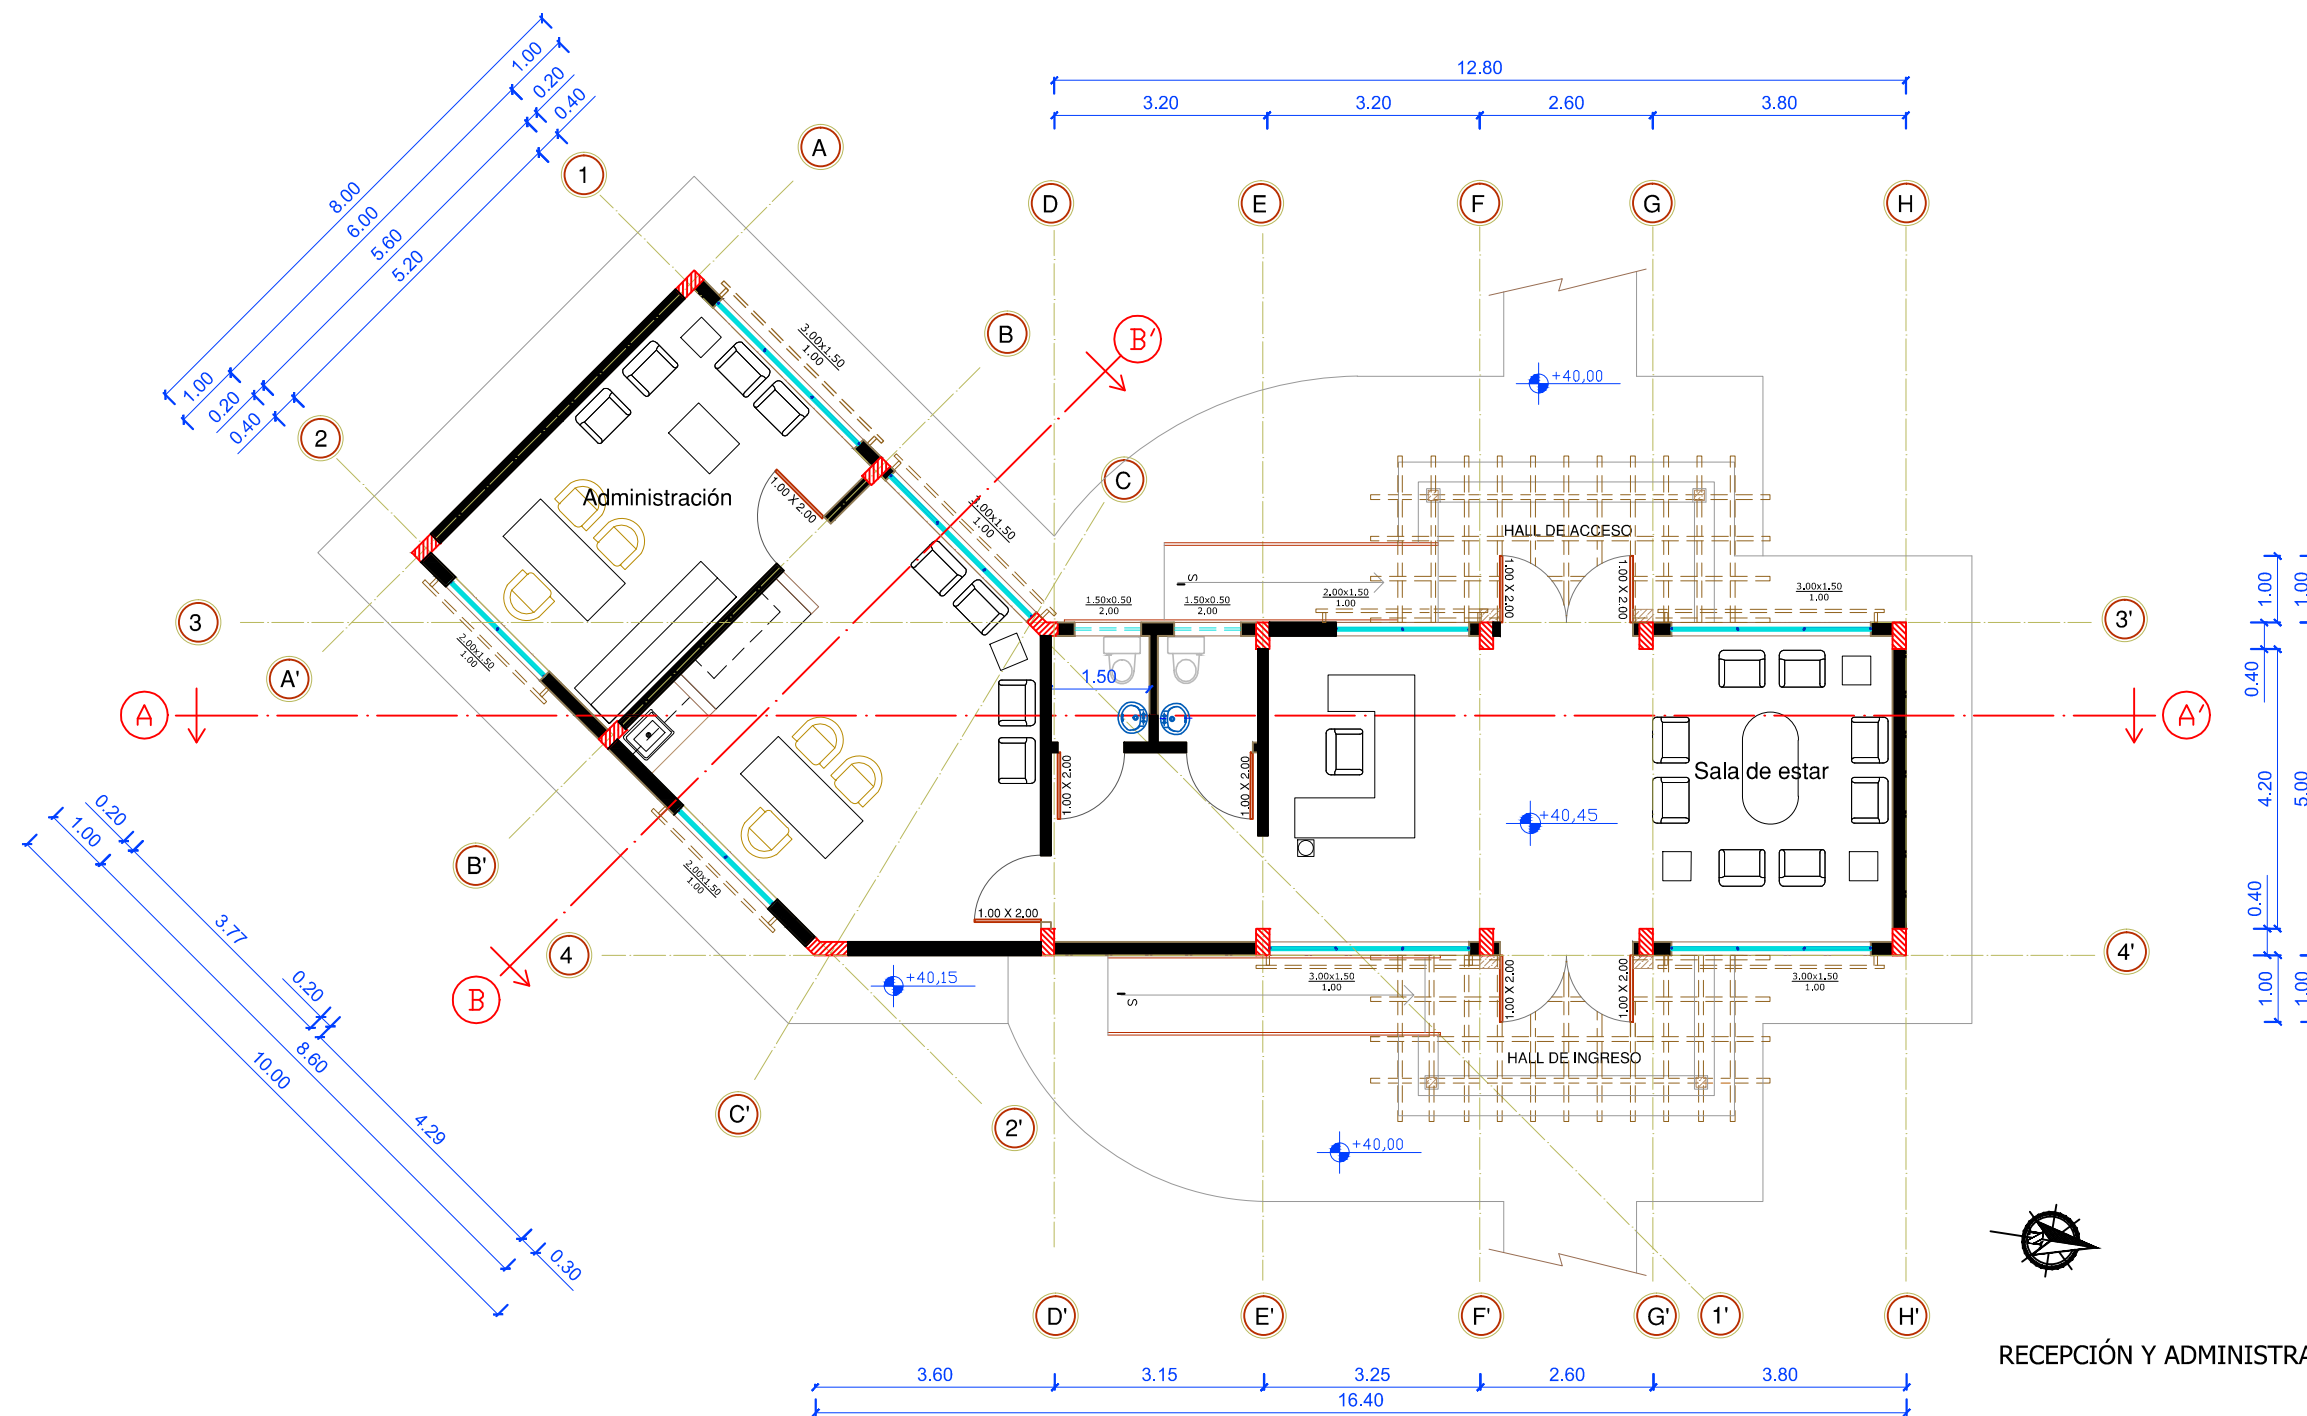 12.80
3.20 3.20 2.60 3.80
1.00
0.20
0.40
8.00
6.00
5.60
5.20
1.00
0.20
0.40
1
A
D E F G H
2
B
B'
C
3.00x1.50
1.00
3.00x1.50
1.00
+40,00
Administración
1.00 X 2.00
HALL DE ACCESO
1.00 X 2.00
1.00 X 2.00
S
1.50x0.50
2,00
1.50x0.50
2,00
2,00x1,50
1.00
3.00x1.50
1.00
3
3'
A'
2.00x1.50
1.00
1.50
A
A'
Sala de estar
1.00 X 2.00
1.00 X 2.00
+40,45
B'
2.00x1.50
1.00
1.00 X 2.00
4
4'
B
+40,15
S
3,00x1.50
1.00
1.00 X 2.00
1.00 X 2.00
3.00x1.50
1.00
HALL DE INGRESO
+40,00
C'
2'
1.00 1.00
0.40
4.20 5.00
0.40
1.00 1.00
0.20
1.00
3.77
0.20
8.60
10.00
4.29
0.30
D' E' F' G' 1' H'
RECEPCIÓN Y ADMINISTRA
3.60 3.15 3.25 2.60 3.80
16.40